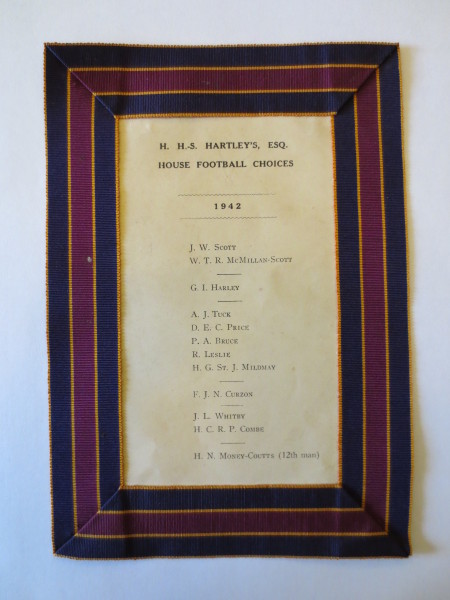 H. H.-S. HARTLEY'S, ESQ.
HOUSE FOOTBALL CHOICES
1942
J. W. SCOTT
W. T. R. MCMILLAN-SCOTT
G. I. HARLEY
A. J. TUCK
D. E. C. PRICE
P. A. BRUCE
R. LESLIE
H. G. ST. J. MILDMAY
F. J. N. CURZON
J. L. WHITBY
H. C. R. P. COMBE
H. N. MONEY-COUTTS (12th man)